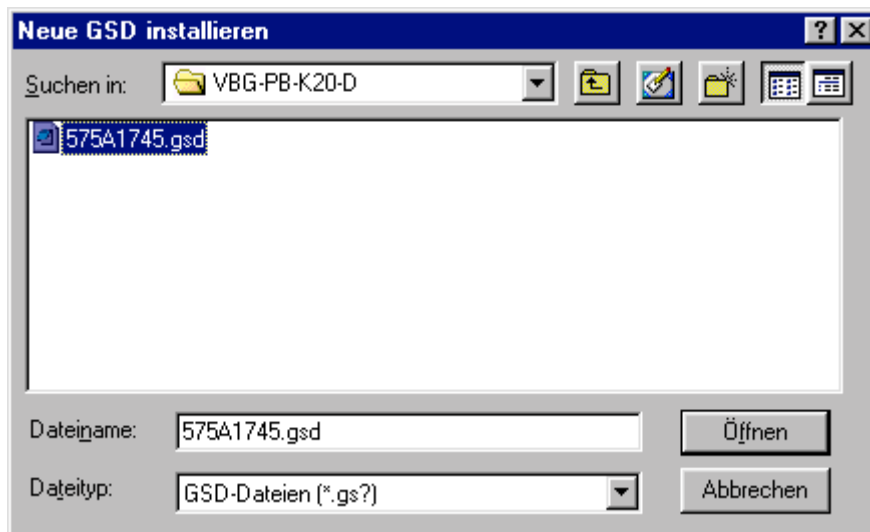 Neue GSD installieren
Suchen in: VBG-PB-K20-D
575A1745.gsd
Dateiname: 575A1745.gsd Öffnen
Dateityp: GSD-Dateien (*.gs?) Abbrechen